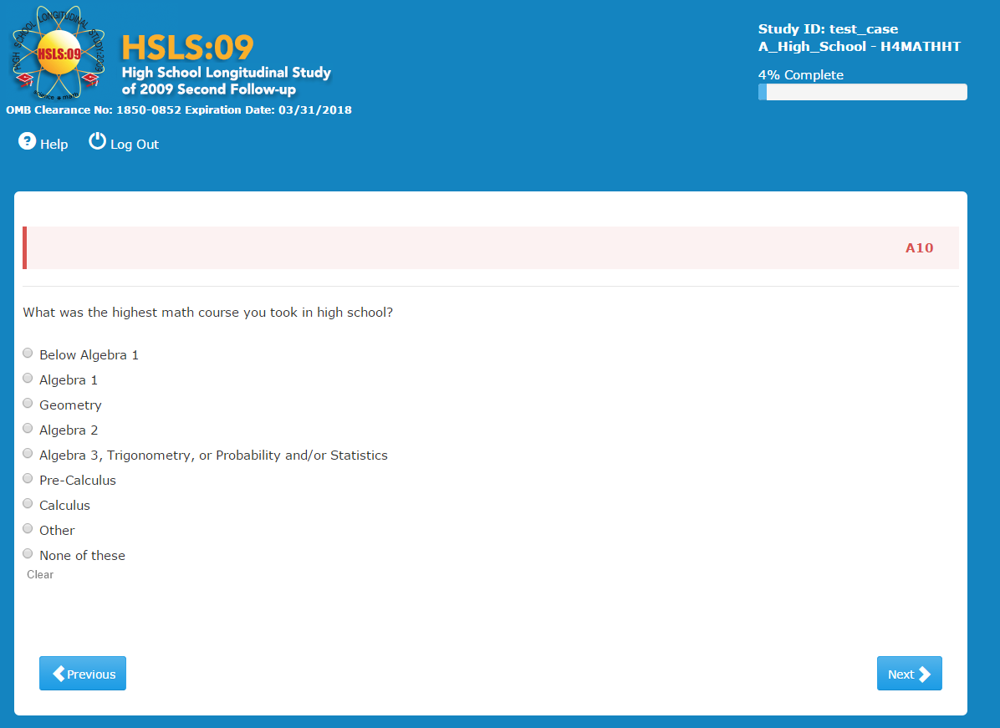 HIGH SCHOOL LONGITUDINAL STUDY:2009
HSLS:09
science ★ math
HSLS:09
High School Longitudinal Study
of 2009 Second Follow-up
OMB Clearance No: 1850-0852 Expiration Date: 03/31/2018
Study ID: test_case
A_High_School - H4MATHHT
4% Complete
? Help
Log Out
A10
What was the highest math course you took in high school?
Below Algebra 1
Algebra 1
Geometry
Algebra 2
Algebra 3, Trigonometry, or Probability and/or Statistics
Pre-Calculus
Calculus
Other
None of these
Clear
Previous
Next